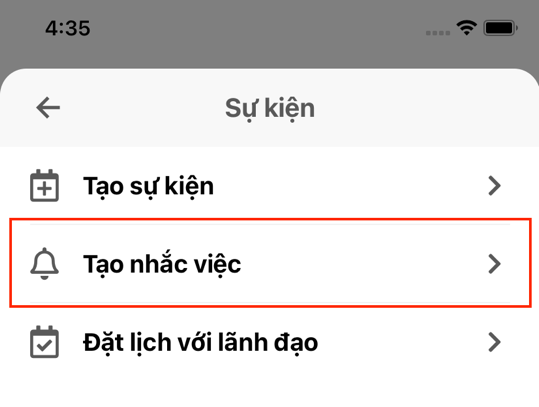 4:35
Sự kiện
Tạo sự kiện
Tạo nhắc việc
Đặt lịch với lãnh đạo